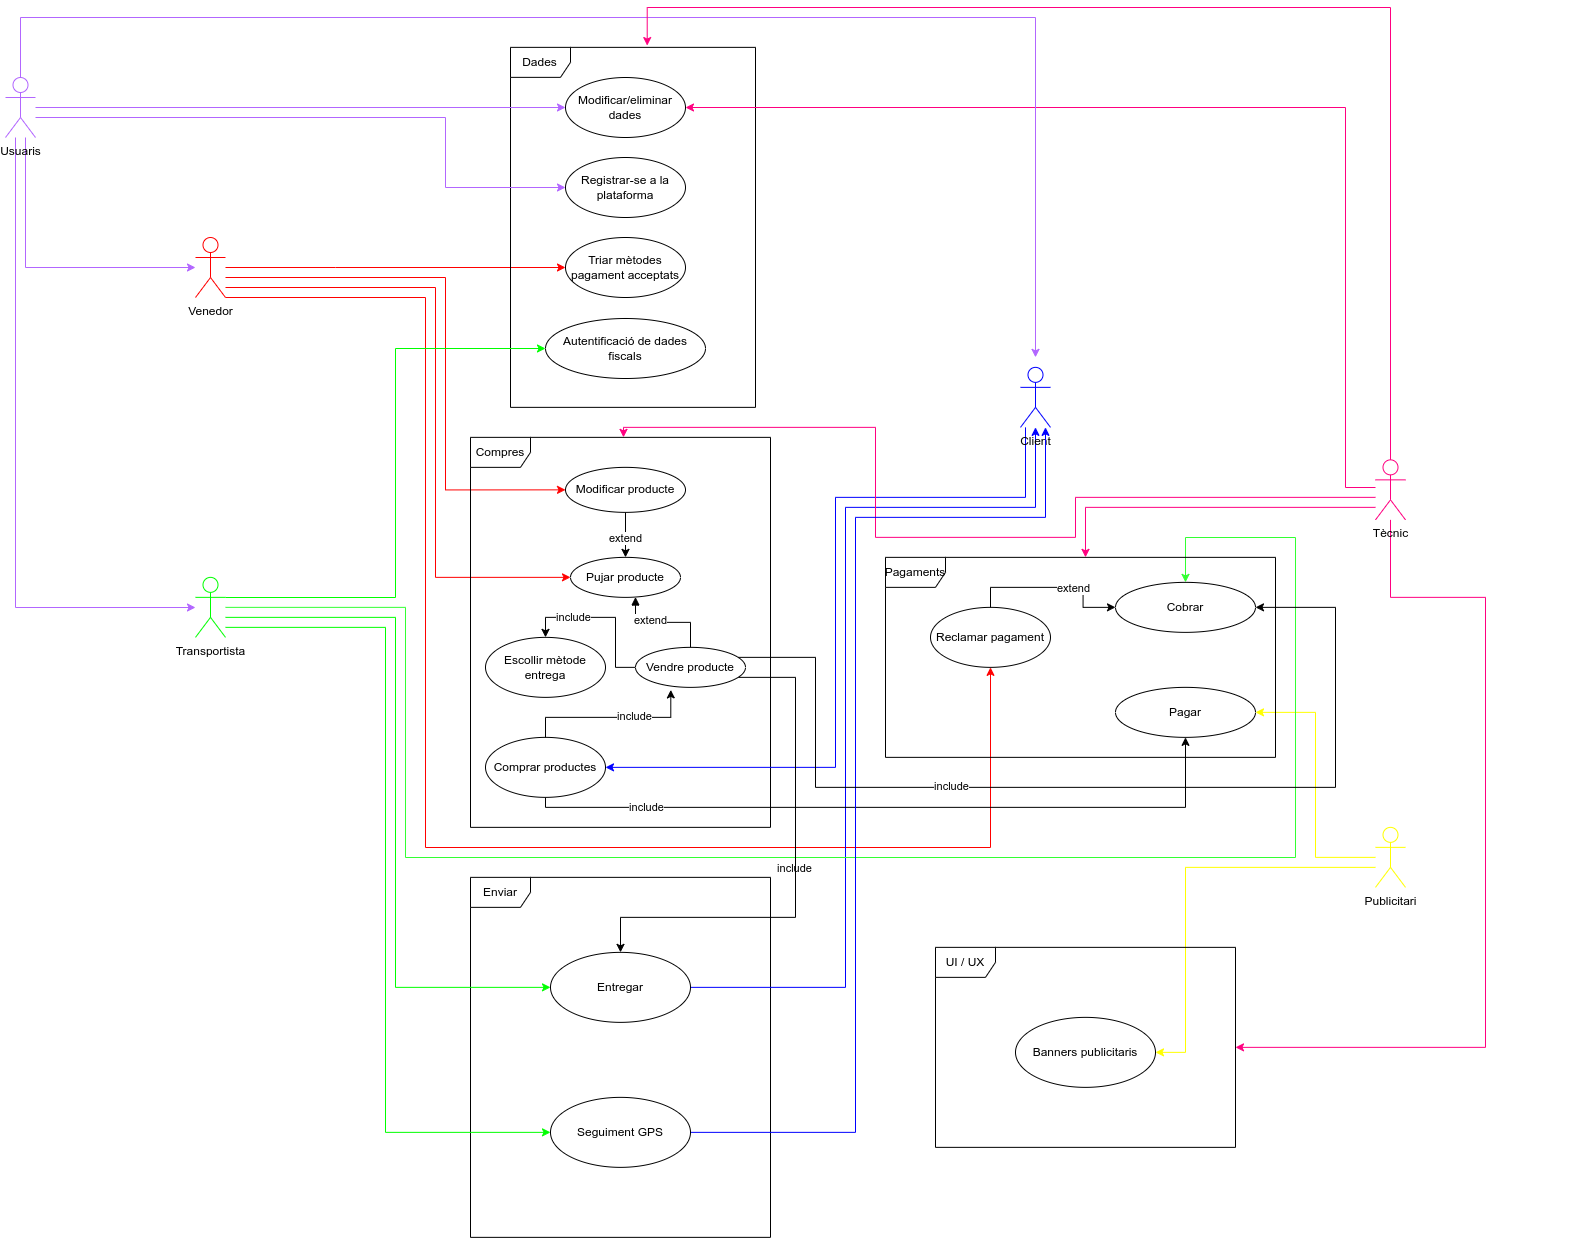 Dades
Modificar/eliminar
dades
Usuaris
Registrar-se a la
plataforma
Triar mètodes
pagament acceptats
Venedor
Autentificació de dades
fiscals
Client
Compres
Modificar producte
Tècnic
extend
Pagaments
Pujar producte
extend
Cobrar
include
extend
Reclamar pagament
Transportista
Escollir mètode
entrega
Vendre producte
include
Pagar
Comprar productes
include
include
include
Enviar
Publicitari
UI / UX
Entregar
Banners publicitaris
Seguiment GPS